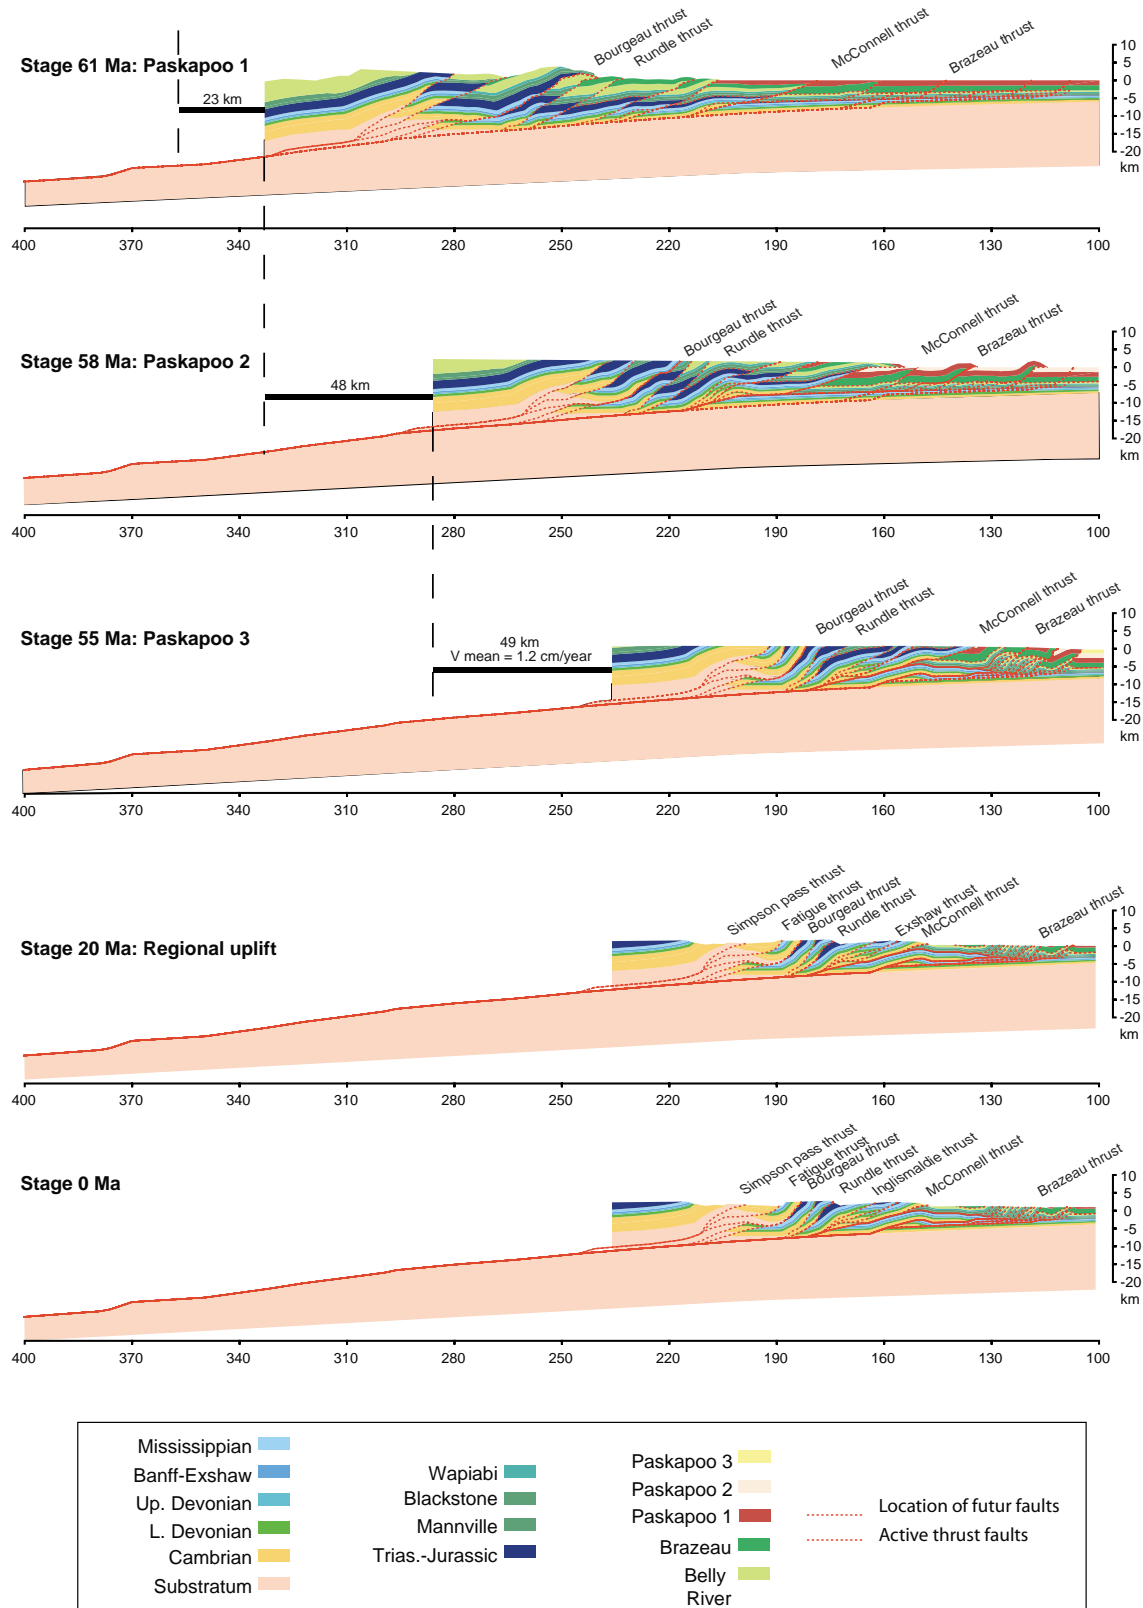 Stage 61 Ma: Paskapoo 1
23 km
Bourgeau thrust
Rundle thrust
McConnell thrust
Brazeau thrust
10
5
0
-5
-10
-15
-20
km
400 370 340 310 280 250 220 190 160 130 100
Stage 58 Ma: Paskapoo 2
48 km
Bourgeau thrust
Rundle thrust
McConnell thrust
Brazeau thrust
10
5
0
-5
-10
-15
-20
km
400 370 340 310 280 250 220 190 160 130 100
Stage 55 Ma: Paskapoo 3
49 km
V mean = 1.2 cm/year
Bourgeau thrust
Rundle thrust
McConnell thrust
Brazeau thrust
10
5
0
-5
-10
-15
-20
km
400 370 340 310 280 250 220 190 160 130 100
Stage 20 Ma: Regional uplift
Simpson pass thrust
Fatigue thrust
Bourgeau thrust
Rundle thrust
Exshaw thrust
McConnell thrust
Brazeau thrust
10
5
0
-5
-10
-15
-20
km
400 370 340 310 280 250 220 190 160 130 100
Stage 0 Ma
Simpson pass thrust
Fatigue thrust
Bourgeau thrust
Rundle thrust
Inglismaldie thrust
McConnell thrust
Brazeau thrust
10
5
0
-5
-10
-15
-20
km
400 370 340 310 280 250 220 190 160 130 100
Mississippian
Banff-Exshaw
Up. Devonian
L. Devonian
Cambrian
Substratum
Wapiabi
Blackstone
Mannville
Trias.-Jurassic
Paskapoo 3
Paskapoo 2
Paskapoo 1
Brazeau
Belly
River
Location of futur faults
Active thrust faults